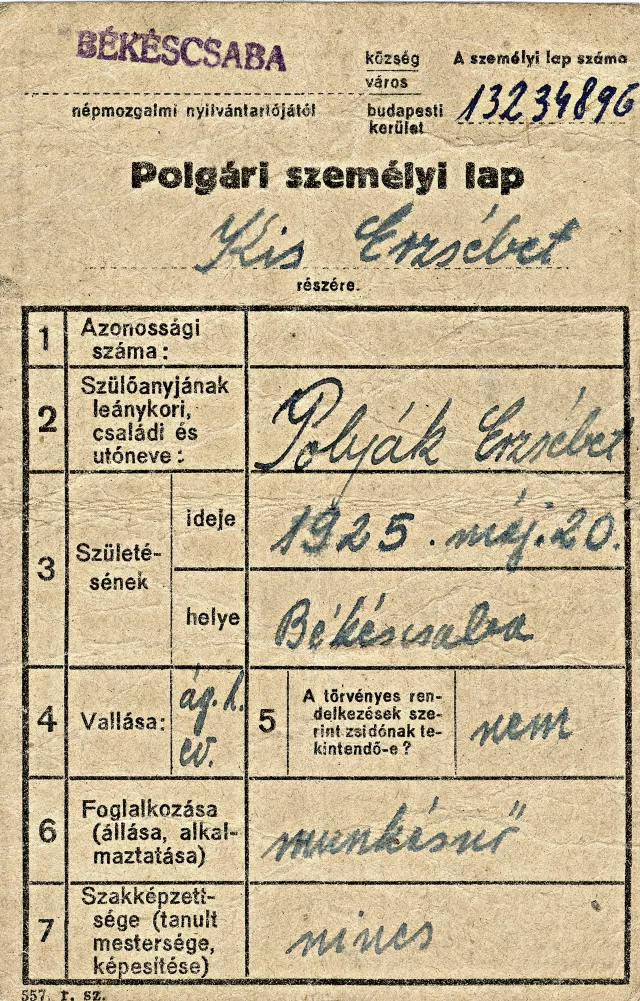 BÉKÉSCSABA
község
város
budapesti
kerület
népmozgalmi nyilvántartójától
A személyi lap száma
13234896
Polgári személyi lap
Kis Erzsébet
részére.
1 Azonossági
száma:
2 Szülőanyjának
leánykori,
családi és
utóneve:
Polyják Erzsébet
3 Születé-
sének
ideje
1925. máj. 20.
helye
Békéscsaba
4 Vallása:
ág. h.
ev.
5 A törvényes ren-
delkezések sze-
rint zsidónak te-
kintendő-e?
nem
6 Foglalkozása
(állása, alkal-
maztatása)
munkásnő
7 Szakképzett-
sége (tanult
mestersége,
képesítése)
nincs
557. r. sz.